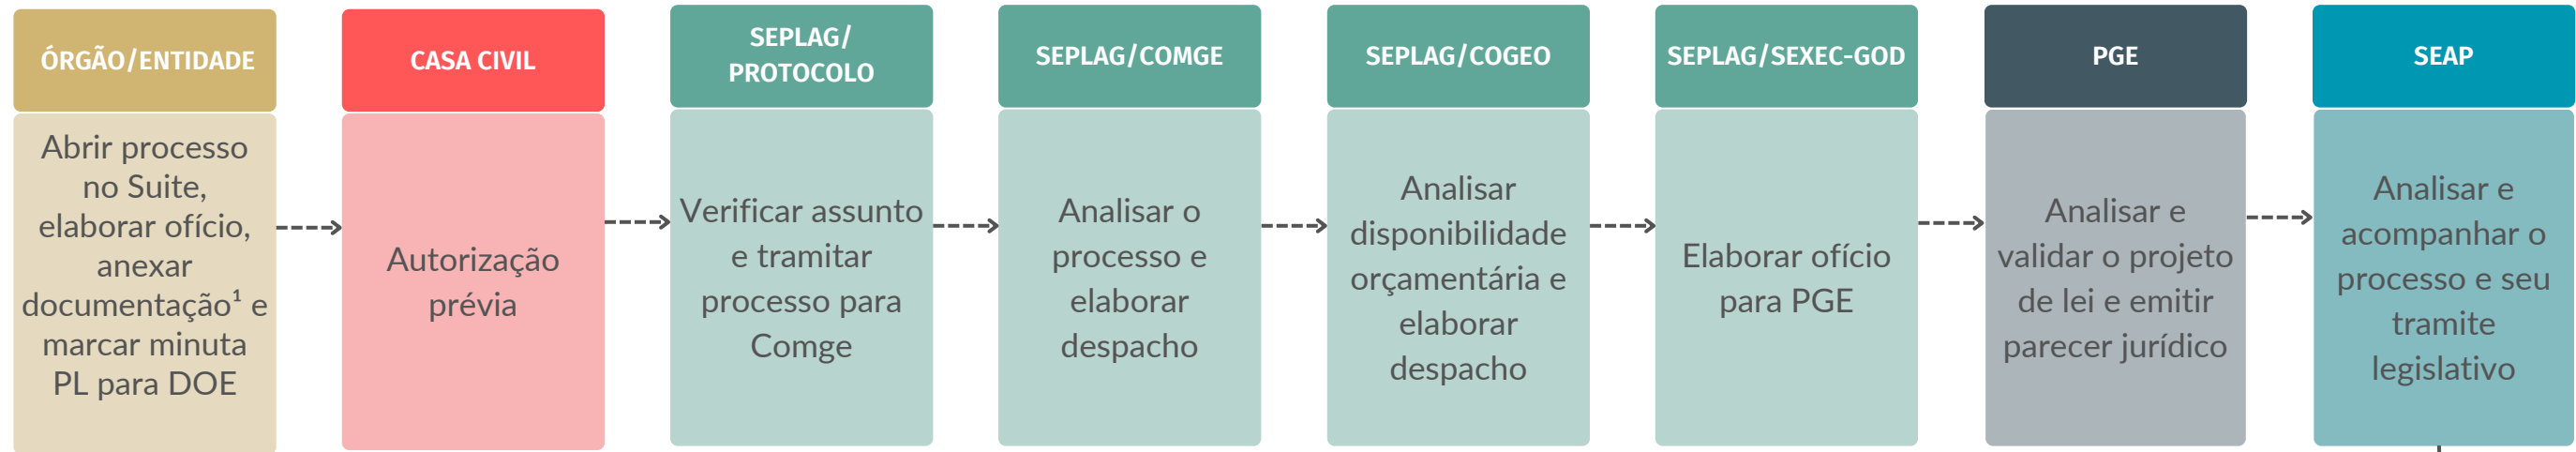 ÓRGÃO/ENTIDADE
Abrir processo
no Suite,
elaborar ofício,
anexar
documentação¹ e
marcar minuta
PL para DOE
CASA CIVIL
Autorização
prévia
SEPLAG/
PROTOCOLO
Verificar assunto
e tramitar
processo para
Comge
SEPLAG/COMGE
Analisar o
processo e
elaborar
despacho
SEPLAG/COGEO
Analisar
disponibilidade
orçamentária e
elaborar
despacho
SEPLAG/SEXEC-GOD
Elaborar ofício
para PGE
PGE
Analisar e
validar o projeto
de lei e emitir
parecer jurídico
SEAP
Analisar e
acompanhar o
processo e seu
tramite
legislativo